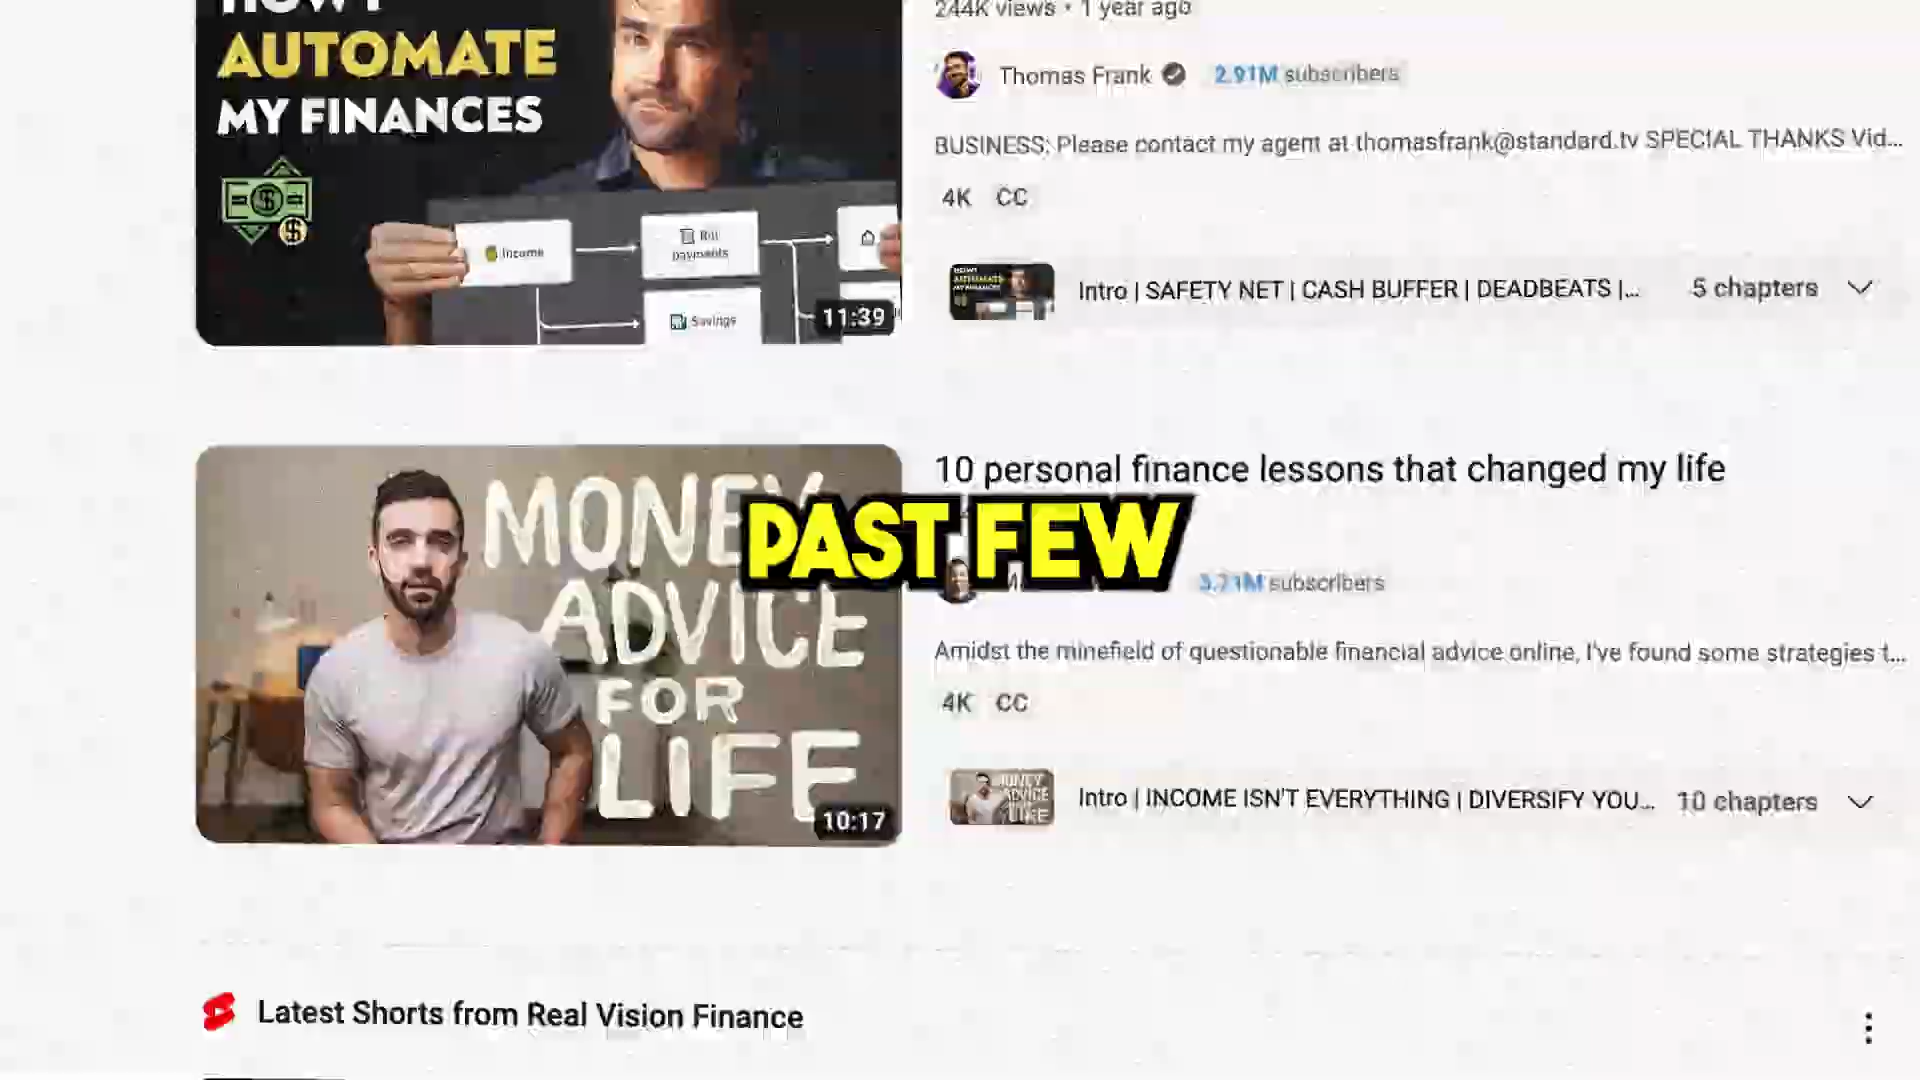 AUTOMATE
MY FINANCES
Income
Bill
payments
Savings
11:39
244K views • 1 year ago
Thomas Frank
2.91M subscribers
BUSINESS: Please contact my agent at thomasfrank@standard.tv SPECIAL THANKS Vid...
4K CC
Intro | SAFETY NET | CASH BUFFER | DEADBEATS |...
5 chapters
MONEY
ADVICE
FOR
LIFE
10:17
10 personal finance lessons that changed my life
PAST FEW
subscribers
Amidst the minefield of questionable financial advice online, I've found some strategies t...
4K CC
Intro | INCOME ISN'T EVERYTHING | DIVERSIFY YOU...
10 chapters
Latest Shorts from Real Vision Finance